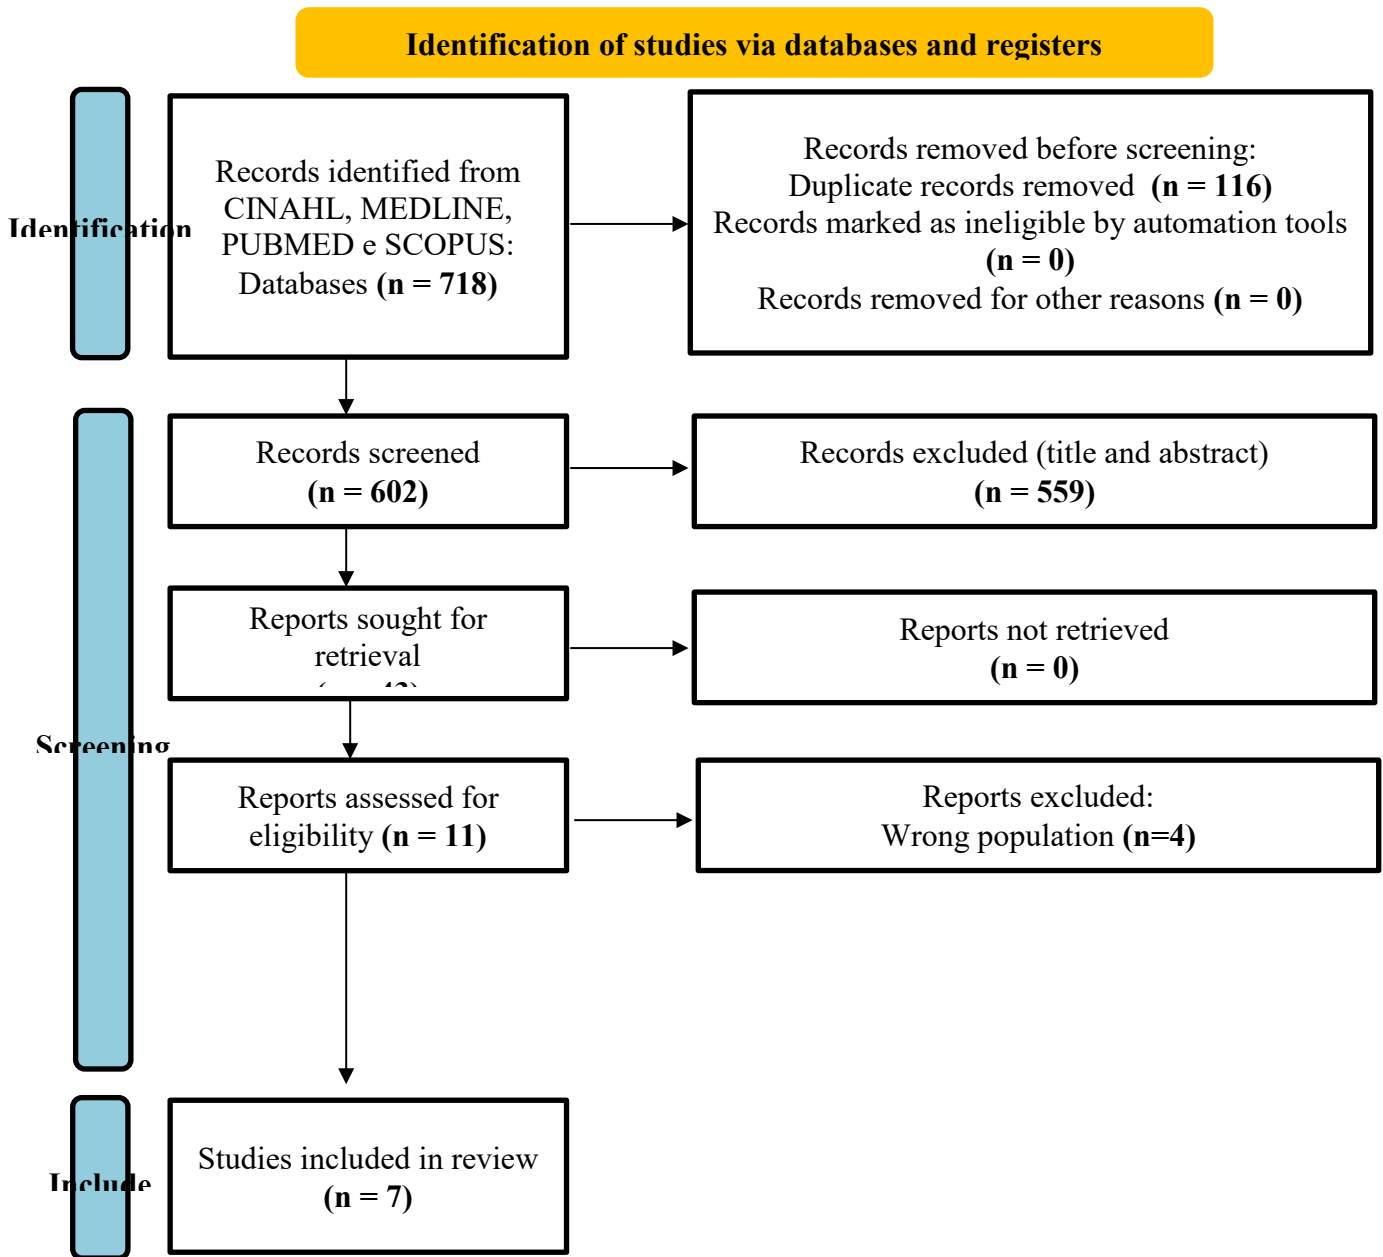 Identification of studies via databases and registers
Identification
Records identified from
CINAHL, MEDLINE,
PUBMED e SCOPUS:
Databases (n = 718)
Records removed before screening:
Duplicate records removed (n = 116)
Records marked as ineligible by automation tools
(n = 0)
Records removed for other reasons (n = 0)
Screening
Records screened
(n = 602)
Records excluded (title and abstract)
(n = 559)
Reports sought for
retrieval
Reports not retrieved
(n = 0)
Reports assessed for
eligibility (n = 11)
Reports excluded:
Wrong population (n=4)
Include
Studies included in review
(n = 7)